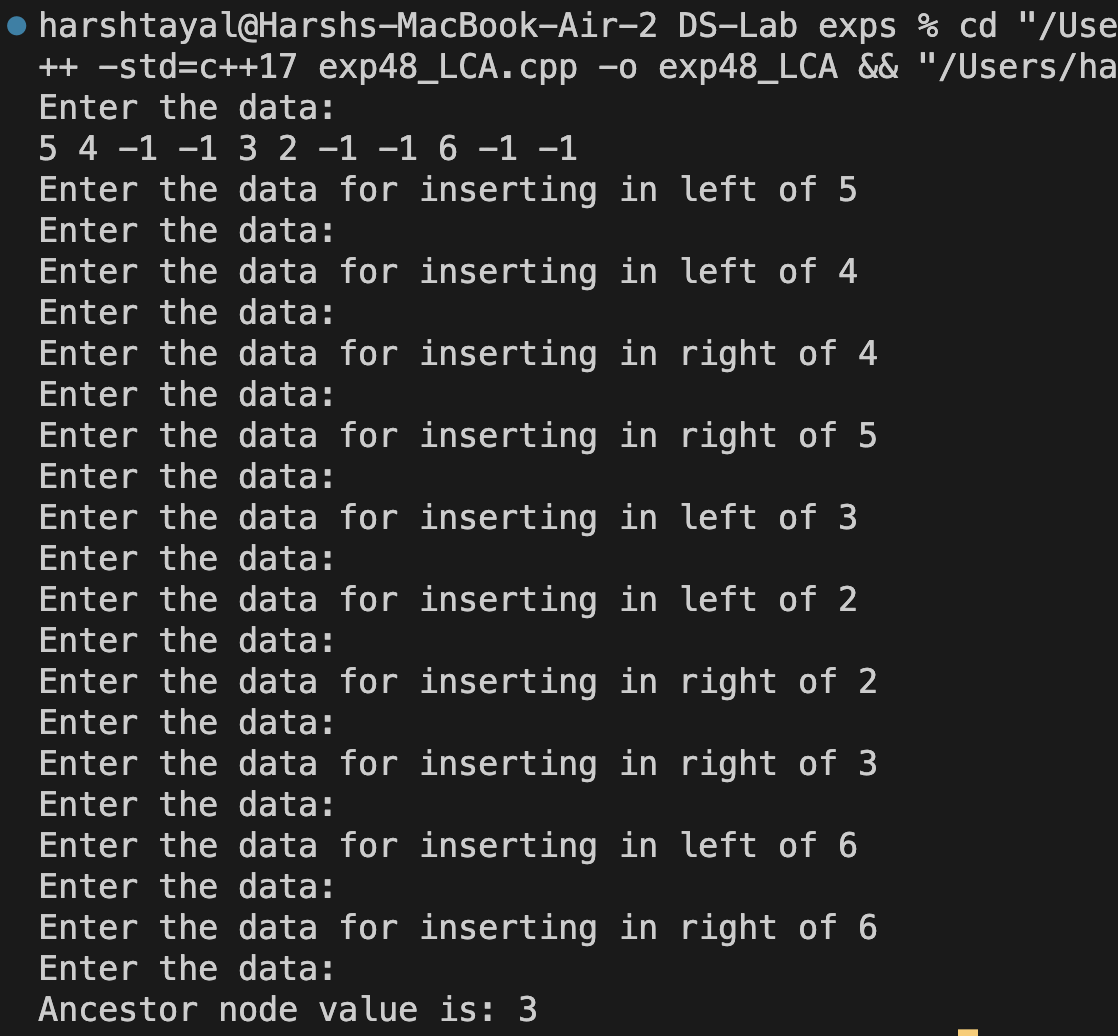 harshtayal@Harshs-MacBook-Air-2 DS-Lab exps % cd "/Use
++ -std=c++17 exp48_LCA.cpp -o exp48_LCA && "/Users/ha
Enter the data:
5 4 -1 -1 3 2 -1 -1 6 -1 -1
Enter the data for inserting in left of 5
Enter the data:
Enter the data for inserting in left of 4
Enter the data:
Enter the data for inserting in right of 4
Enter the data:
Enter the data for inserting in right of 5
Enter the data:
Enter the data for inserting in left of 3
Enter the data:
Enter the data for inserting in left of 2
Enter the data:
Enter the data for inserting in right of 2
Enter the data:
Enter the data for inserting in right of 3
Enter the data:
Enter the data for inserting in left of 6
Enter the data:
Enter the data for inserting in right of 6
Enter the data:
Ancestor node value is: 3